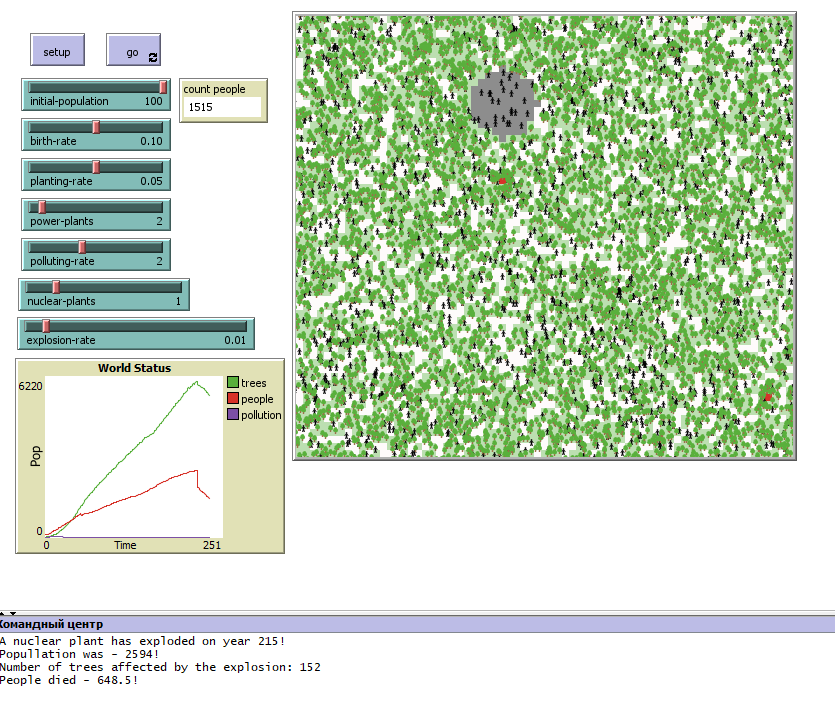 setup
go
initial-population 100
count people
1515
birth-rate 0.10
planting-rate 0.05
power-plants 2
polluting-rate 2
nuclear-plants 1
explosion-rate 0.01
World Status
6220
Pop
0
0
Time
251
trees
people
pollution
Командный центр
A nuclear plant has exploded on year 215!
Popullation was - 2594!
Number of trees affected by the explosion: 152
People died - 648.5!